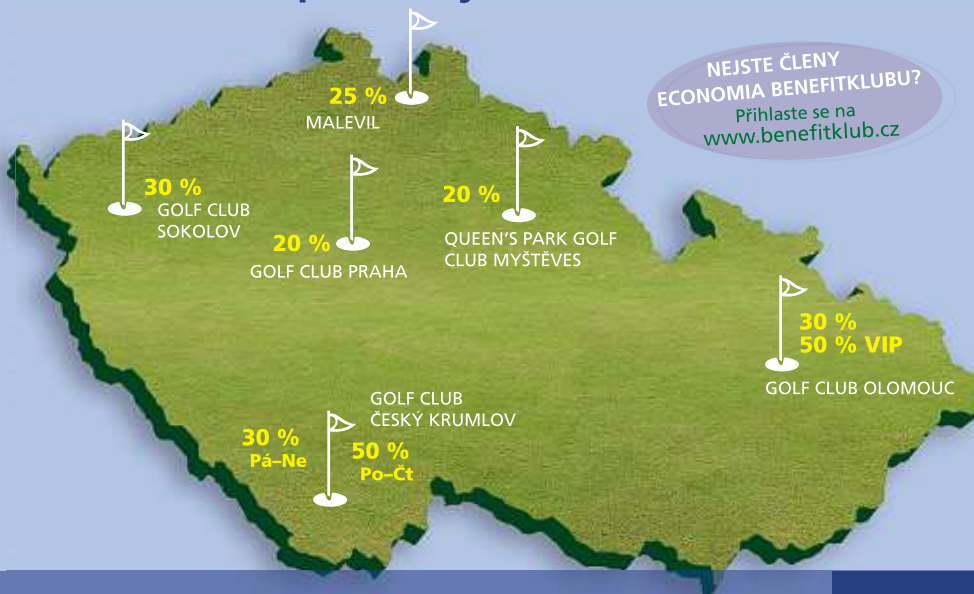 25 %
MALEVIL
NEJSTE ČLENY
ECONOMIA BENEFITKLUBU?
Přihlaste se na
www.benefitklub.cz
30 %
GOLF CLUB
SOKOLOV
20 %
GOLF CLUB PRAHA
20 %
QUEEN'S PARK GOLF
CLUB MYŠTĚVES
30 %
50 % VIP
GOLF CLUB OLOMOUC
GOLF CLUB
ČESKÝ KRUMLOV
30 %
Pá–Ne
50 %
Po–Čt